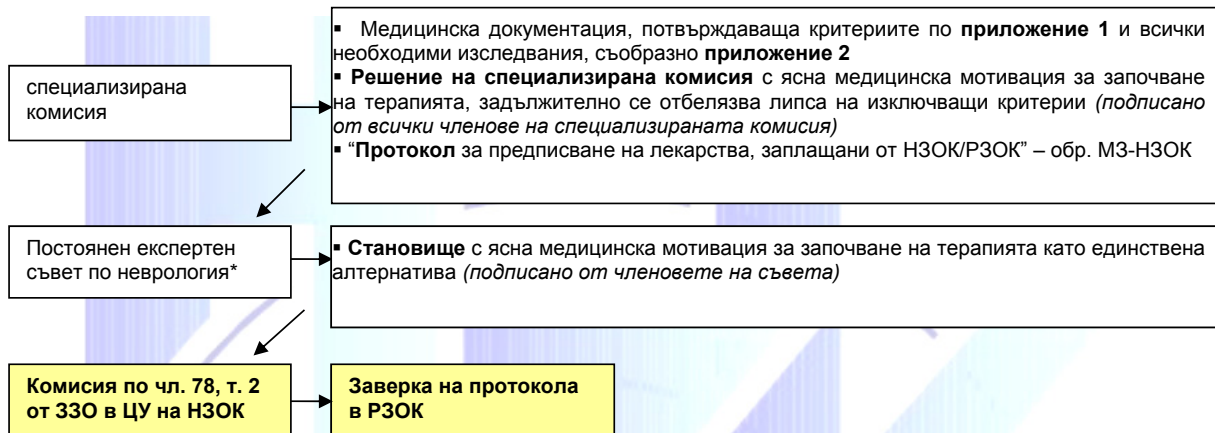 специализирана
комисия
▪ Медицинска документация, потвърждаваща критериите по приложение 1 и всички
необходими изследвания, съобразно приложение 2
▪ Решение на специализирана комисия с ясна медицинска мотивация за започване
на терапията, задължително се отбелязва липса на изключващи критерии (подписано
от всички членове на специализираната комисия)
▪ “Протокол за предписване на лекарства, заплащани от НЗОК/РЗОК” – обр. МЗ-НЗОК
Постоянен експертен
съвет по неврология*
▪ Становище с ясна медицинска мотивация за започване на терапията като единствена
алтернатива (подписано от членовете на съвета)
Комисия по чл. 78, т. 2
от ЗЗО в ЦУ на НЗОК
Заверка на протокола
в РЗОК